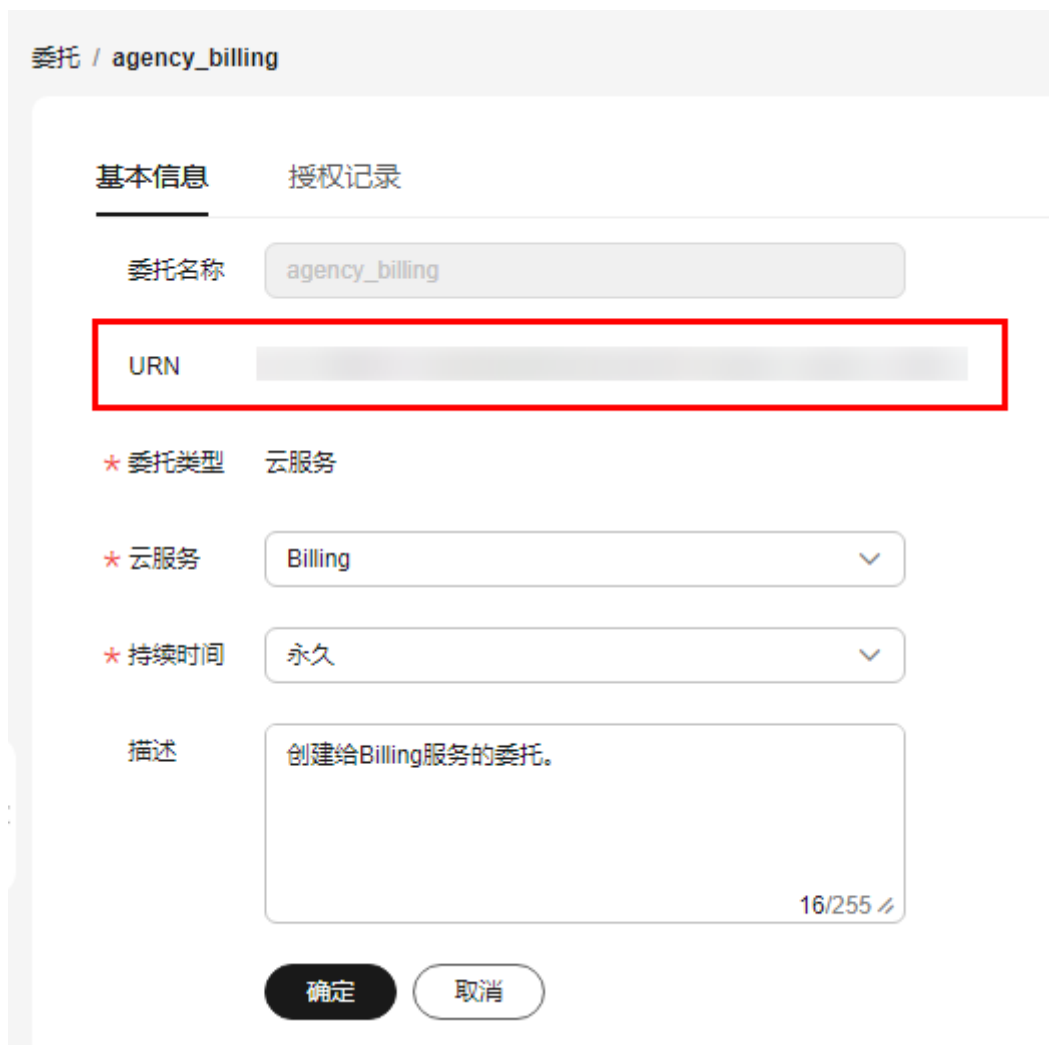 委托 / agency_billing
基本信息 授权记录
委托名称 agency_billing
URN
* 委托类型 云服务
* 云服务 Billing
* 持续时间 永久
描述 创建给Billing服务的委托。
16/255
确定 取消